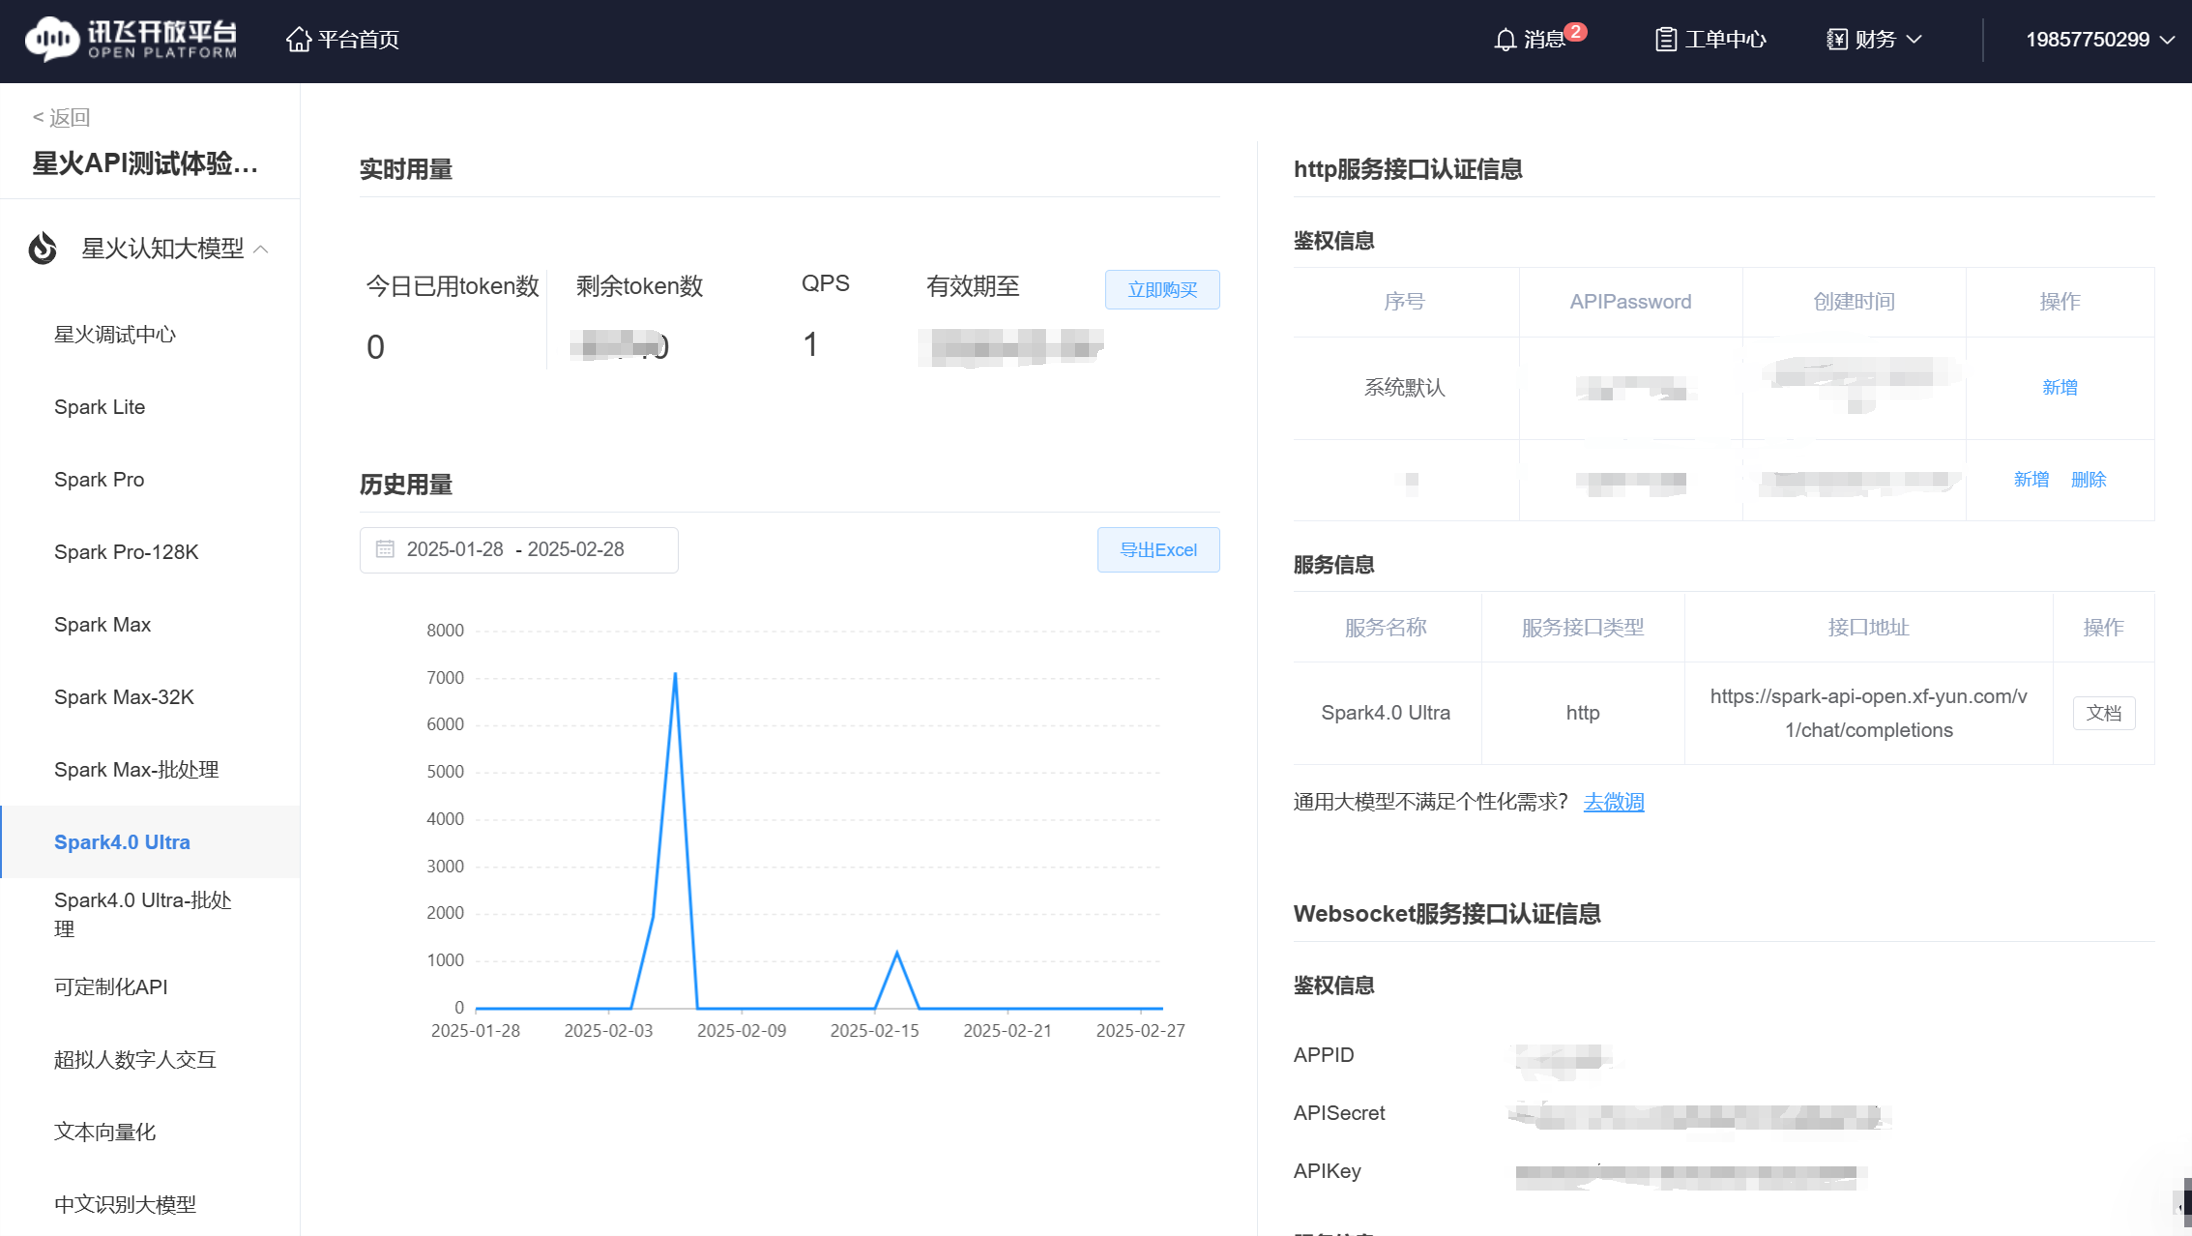 讯飞开放平台
OPEN PLATFORM
平台首页
消息 2
工单中心
财务
19857750299
< 返回
星火API测试体验...
星火认知大模型
星火调试中心
Spark Lite
Spark Pro
Spark Pro-128K
Spark Max
Spark Max-32K
Spark Max-批处理
Spark4.0 Ultra
Spark4.0 Ultra-批处
理
可定制化API
超拟人数字人交互
文本向量化
中文识别大模型
实时用量
今日已用token数 剩余token数 QPS 有效期至 立即购买
0 1
历史用量
2025-01-28 - 2025-02-28
导出Excel
8000
7000
6000
5000
4000
3000
2000
1000
0
2025-01-28 2025-02-03 2025-02-09 2025-02-15 2025-02-21 2025-02-27
http服务接口认证信息
鉴权信息
序号 APIPassword 创建时间 操作
系统默认 新增
新增 删除
服务信息
服务名称 服务接口类型 接口地址 操作
Spark4.0 Ultra http https://spark-api-open.xf-yun.com/v
1/chat/completions
文档
通用大模型不满足个性化需求? 去微调
Websocket服务接口认证信息
鉴权信息
APPID
APISecret
APIKey